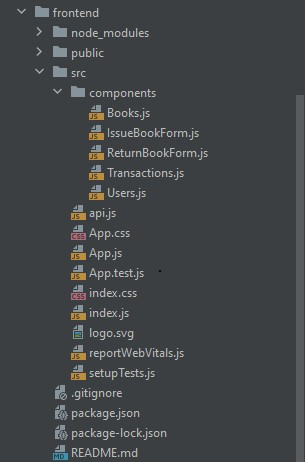 frontend
node_modules
public
src
components
Books.js
IssueBookForm.js
ReturnBookForm.js
Transactions.js
Users.js
api.js
App.css
App.js
App.test.js
index.css
index.js
logo.svg
reportWebVitals.js
setupTests.js
.gitignore
package.json
package-lock.json
README.md